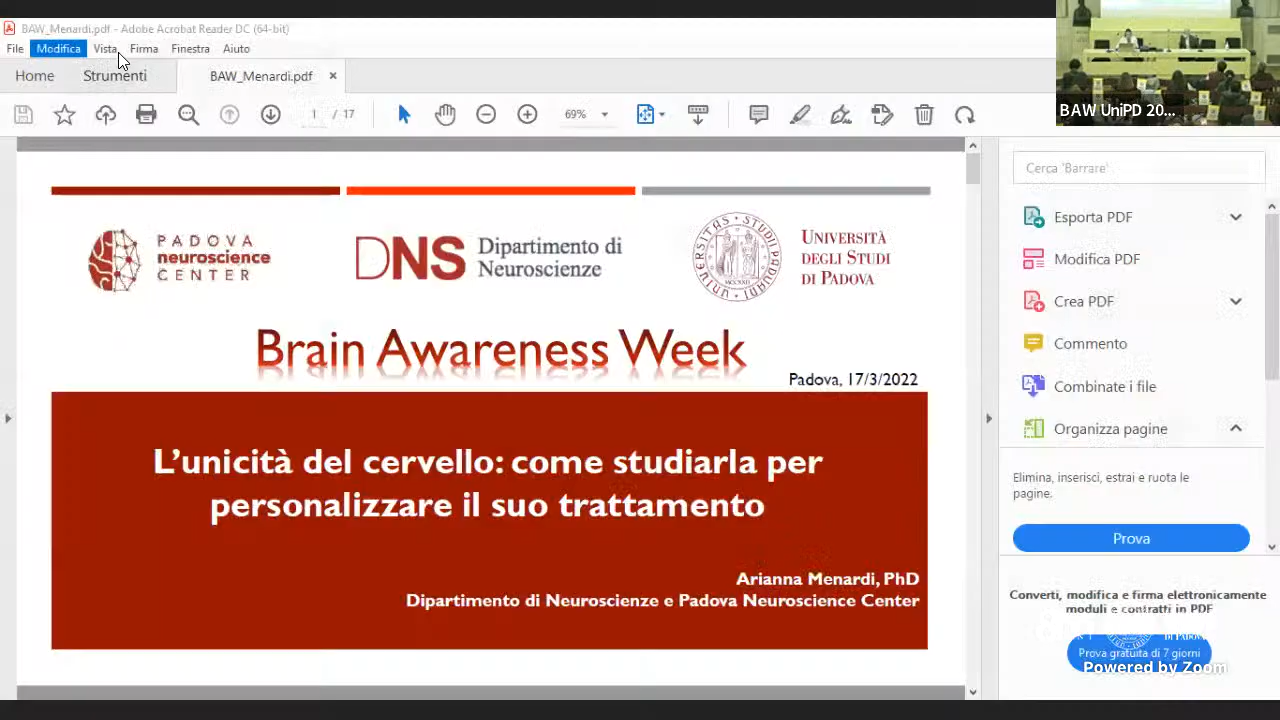 BAW_Menardi.pdf - Adobe Acrobat Reader DC (64-bit)
File Modifica Vista Firma Finestra Aiuto
Home Strumenti BAW_Menardi.pdf ×
1 / 17 69%
BAW UniPD 20...
PADOVA
neuroscience
CENTER
DNS Dipartimento di
Neuroscienze
UNIVERSITÀ
DEGLI STUDI
DI PADOVA
Brain Awareness Week
Padova, 17/3/2022
L'unicità del cervello: come studiarla per
personalizzare il suo trattamento
Arianna Menardi, PhD
Dipartimento di Neuroscienze e Padova Neuroscience Center
Cerca 'Barrare'
Esporta PDF
Modifica PDF
Crea PDF
Commento
Combinate i file
Organizza pagine
Elimina, inserisci, estrai e ruota le
pagine.
Prova
Converti, modifica e firma elettronicamente
moduli e contratti in PDF
Prova gratuita di 7 giorni
Powered by Zoom